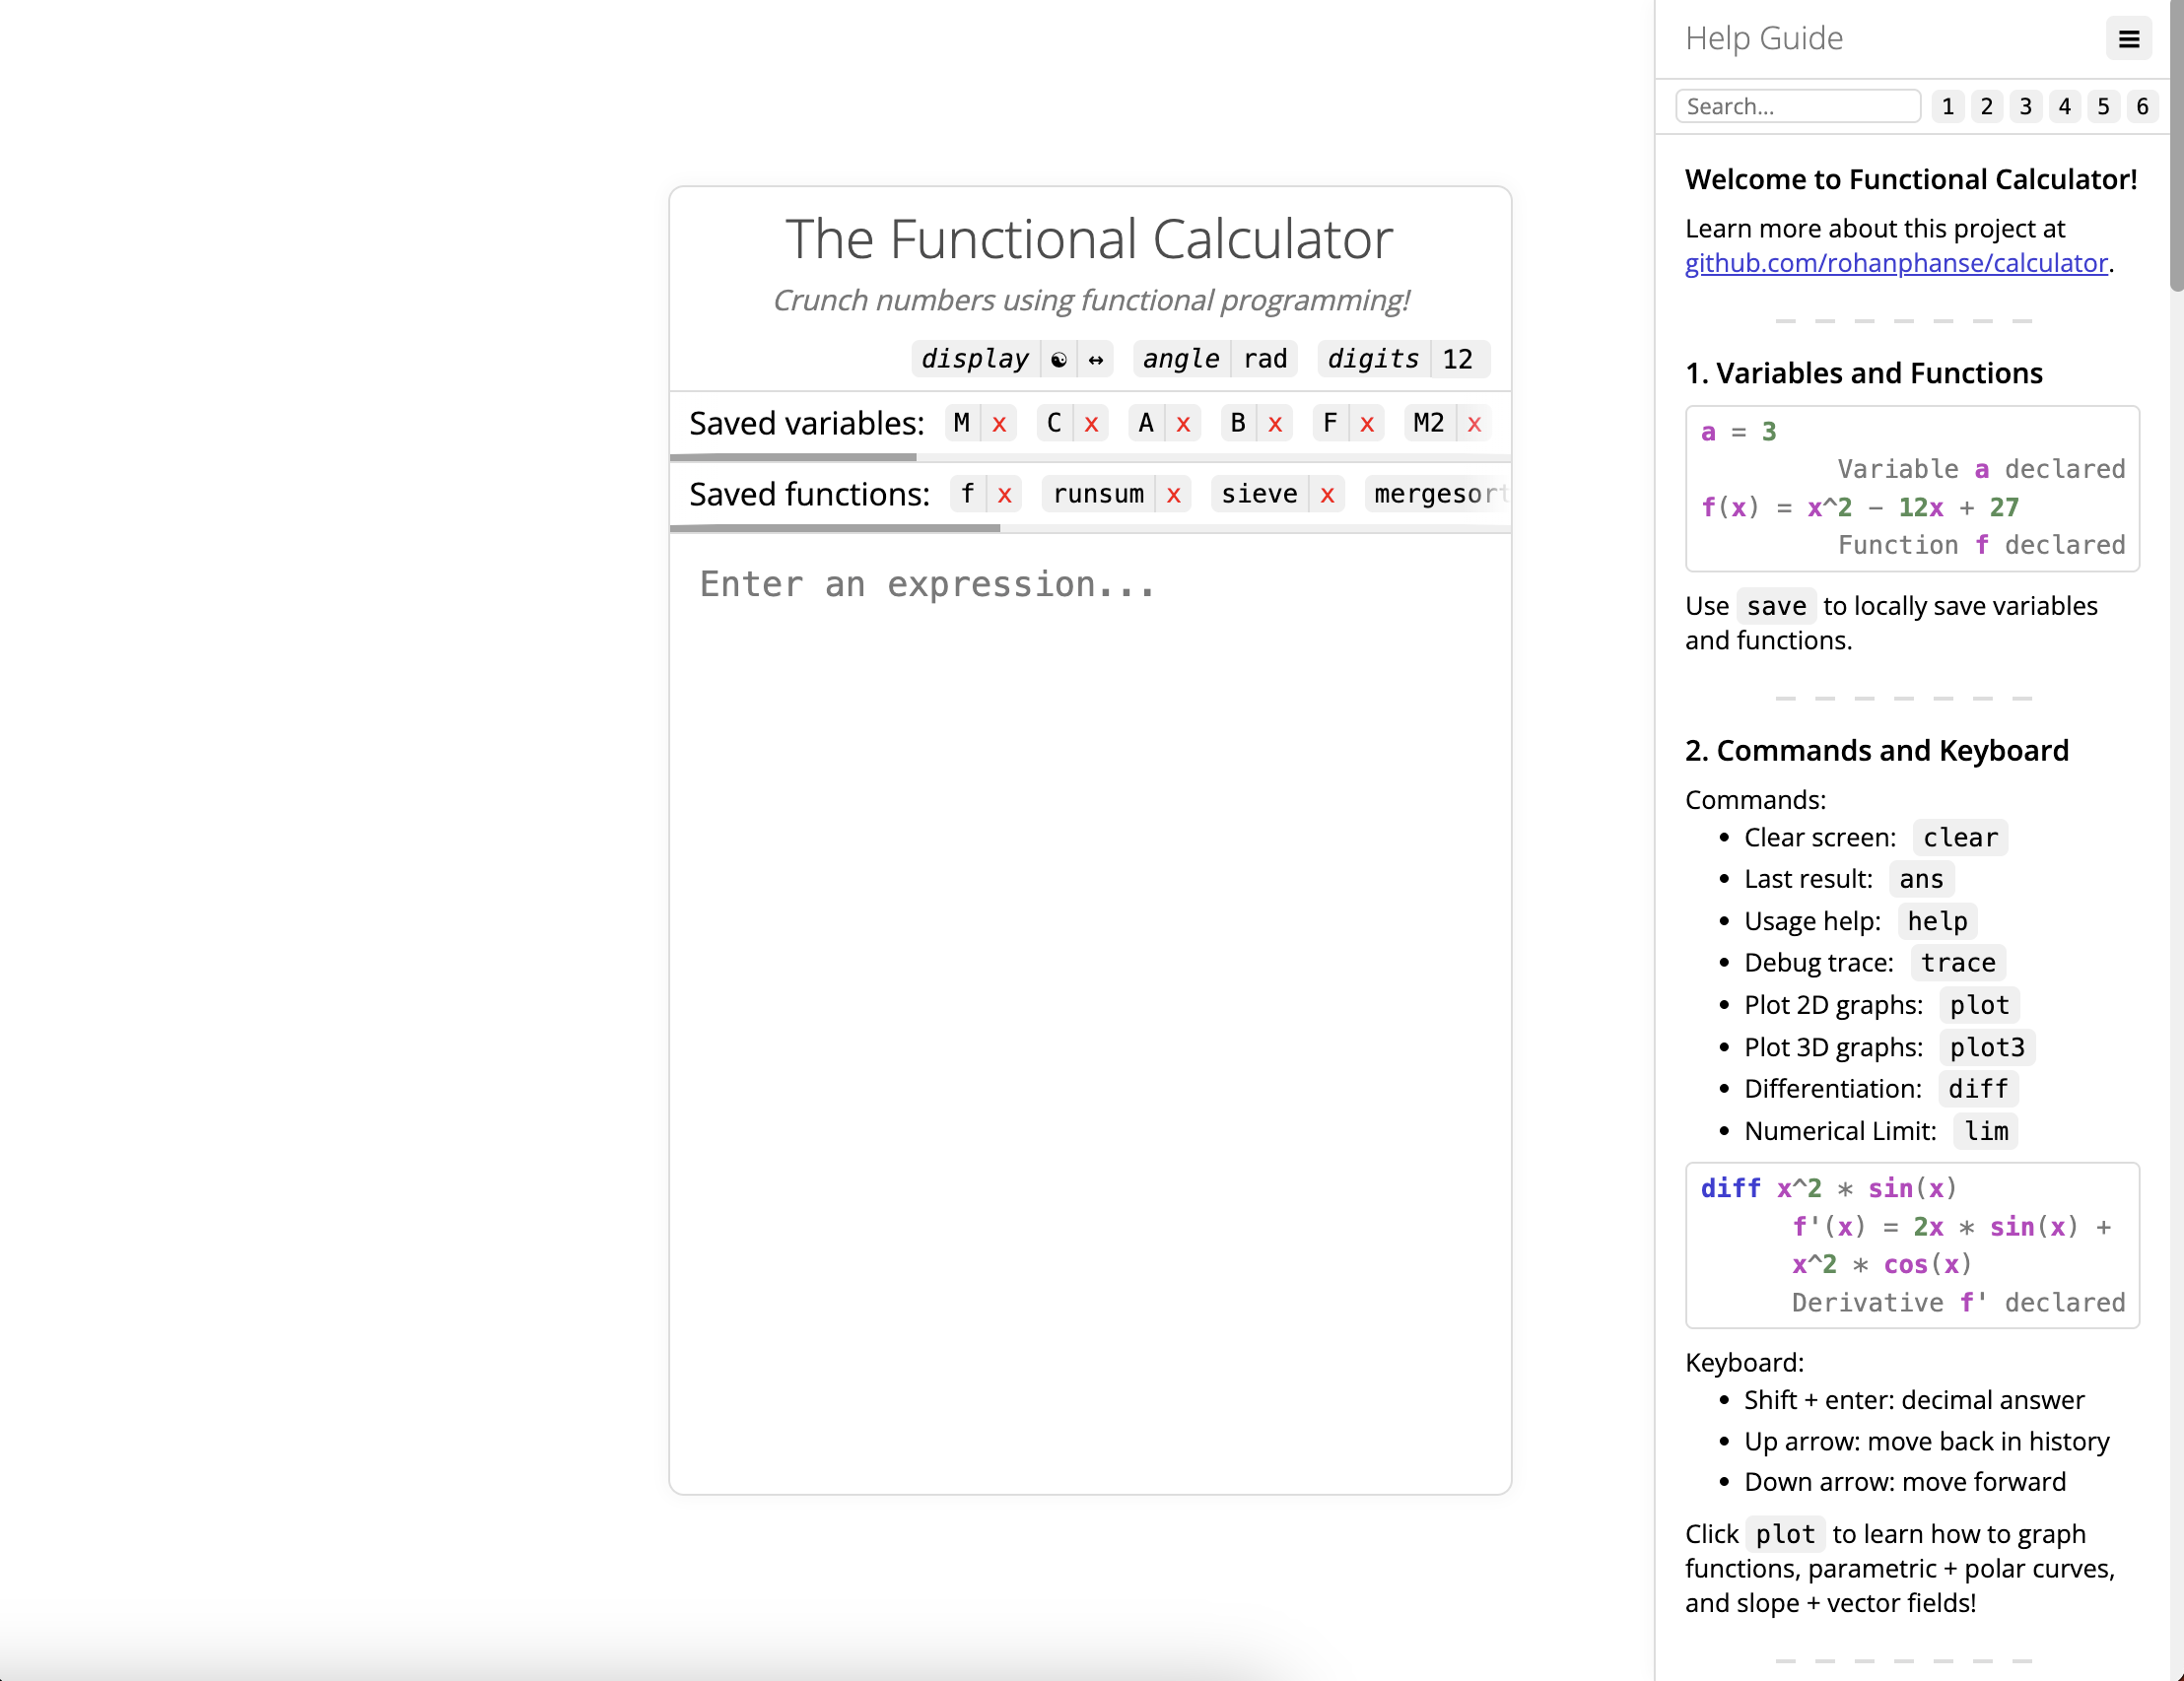 The Functional Calculator
Crunch numbers using functional programming!
display ☯ ↔ angle rad digits 12
Saved variables: M x C x A x B x F x M2 x
Saved functions: f x runsum x sieve x mergesort
Enter an expression...
Help Guide ≡
Search... 1 2 3 4 5 6
Welcome to Functional Calculator!
Learn more about this project at
github.com/rohanphanse/calculator.
1. Variables and Functions
a = 3
Variable a declared
f(x) = x^2 − 12x + 27
Function f declared
Use save to locally save variables
and functions.
2. Commands and Keyboard
Commands:
• Clear screen: clear
• Last result: ans
• Usage help: help
• Debug trace: trace
• Plot 2D graphs: plot
• Plot 3D graphs: plot3
• Differentiation: diff
• Numerical Limit: lim
diff x^2 * sin(x)
f'(x) = 2x * sin(x) +
x^2 * cos(x)
Derivative f' declared
Keyboard:
• Shift + enter: decimal answer
• Up arrow: move back in history
• Down arrow: move forward
Click plot to learn how to graph
functions, parametric + polar curves,
and slope + vector fields!